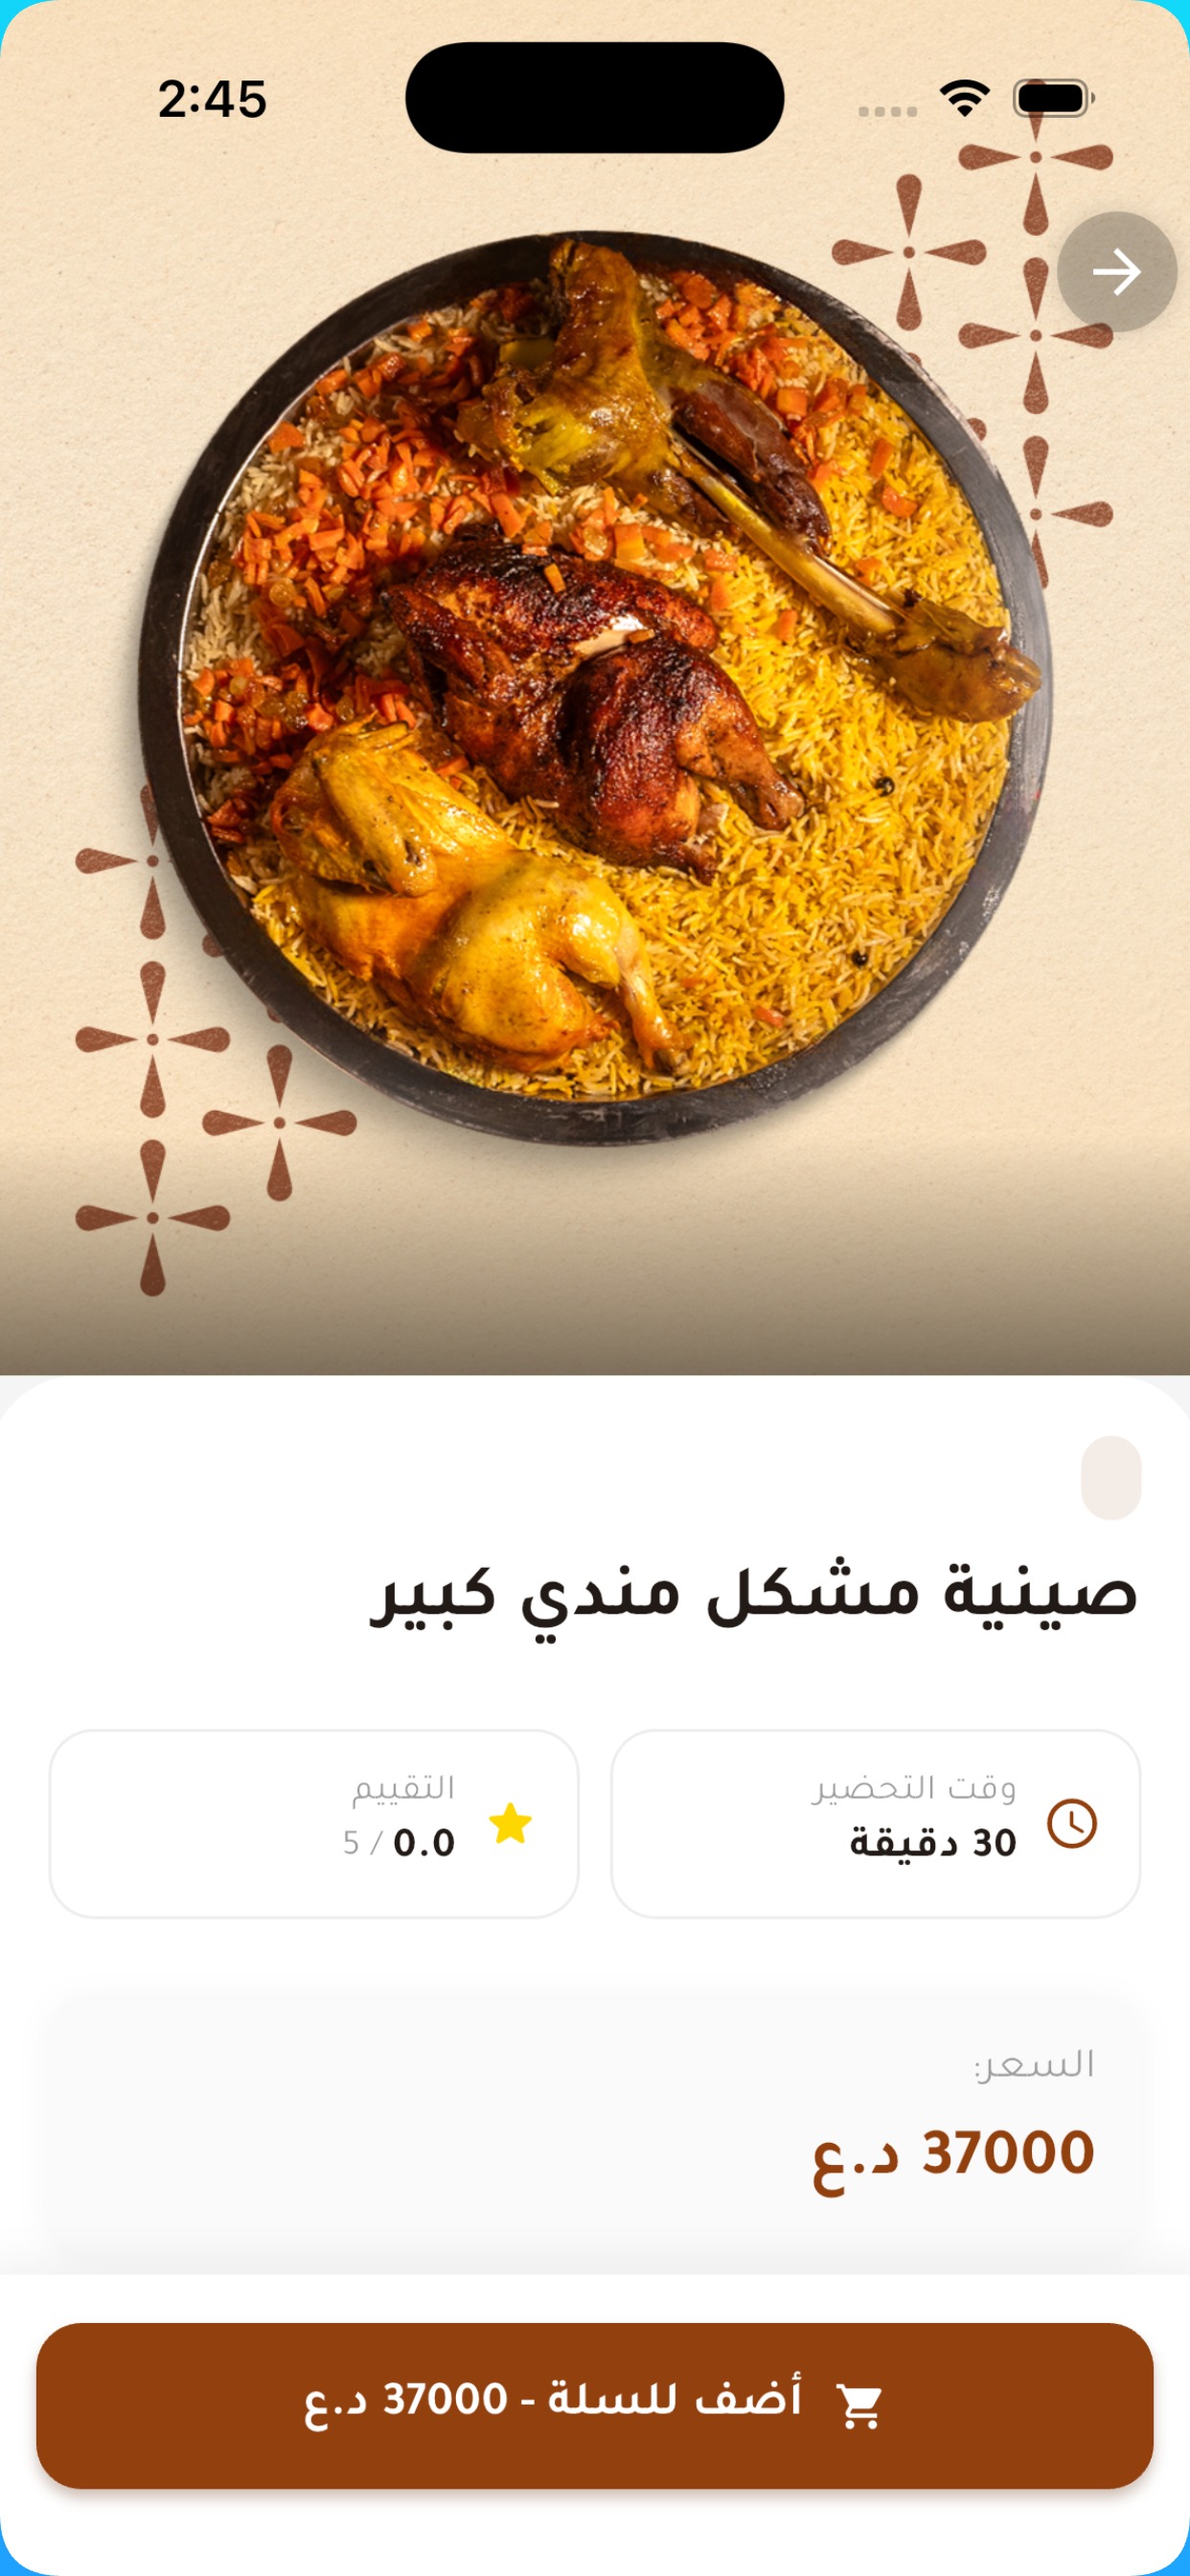 2:45
صينية مشكل مندي كبير
وقت التحضير
30 دقيقة
التقييم
0.0 / 5
السعر:
37000 د.ع
أضف للسلة - 37000 د.ع